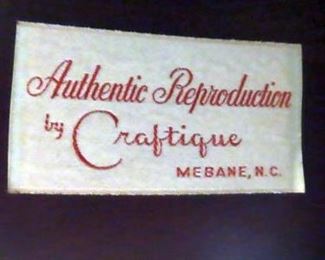 Authentic Reproduction
by Craftique
MEBANE, N.C.